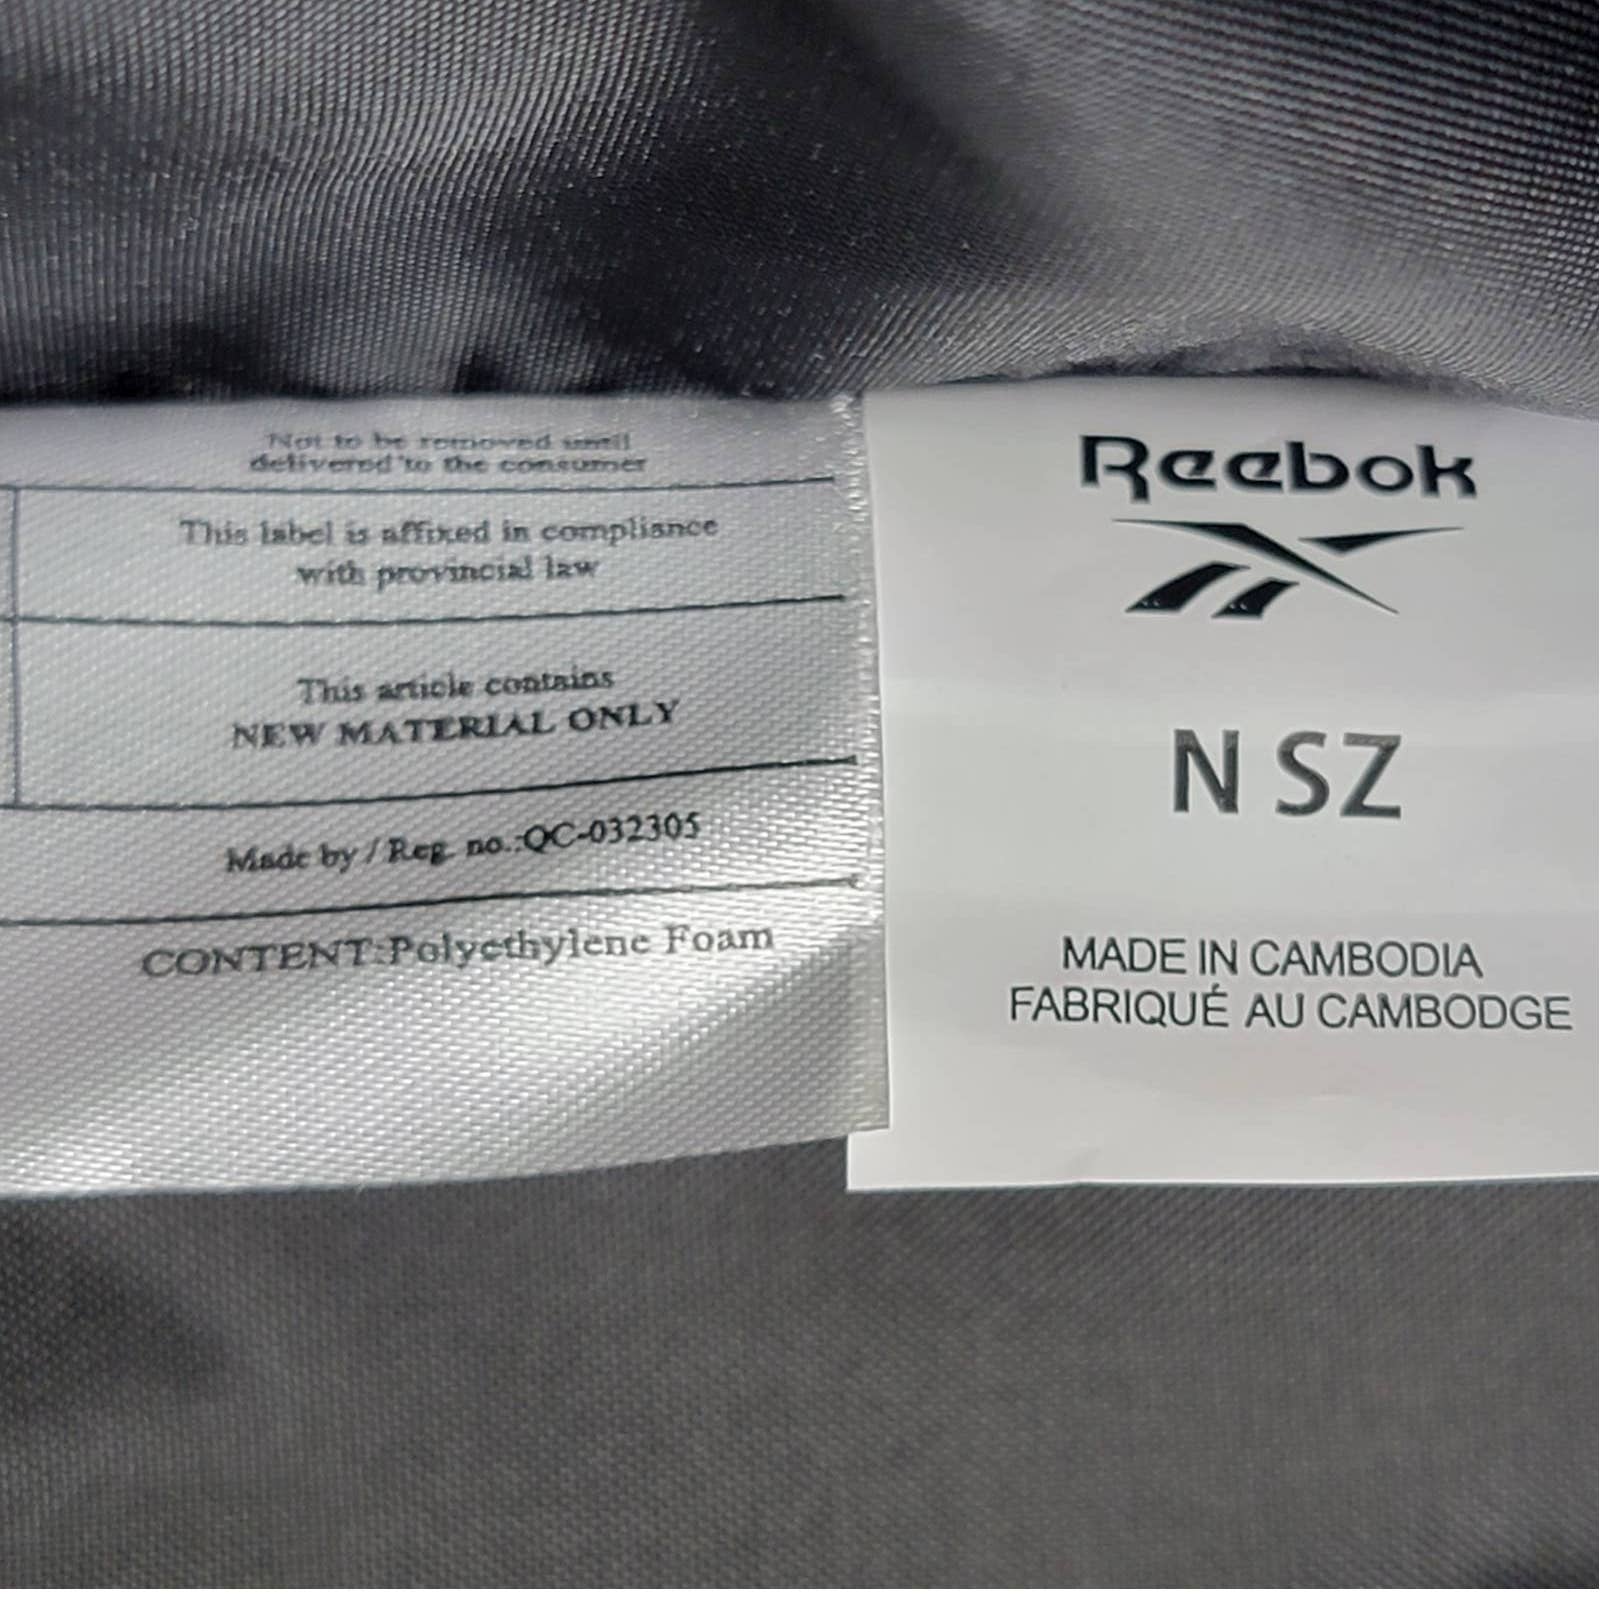 Not to be removed until
delivered to the consumer
This label is affixed in compliance
with provincial law
This article contains
NEW MATERIAL ONLY
Made by / Reg. no.:QC-032305
CONTENT:Polyethylene Foam
Reebok
N SZ
MADE IN CAMBODIA
FABRIQUÉ AU CAMBODGE